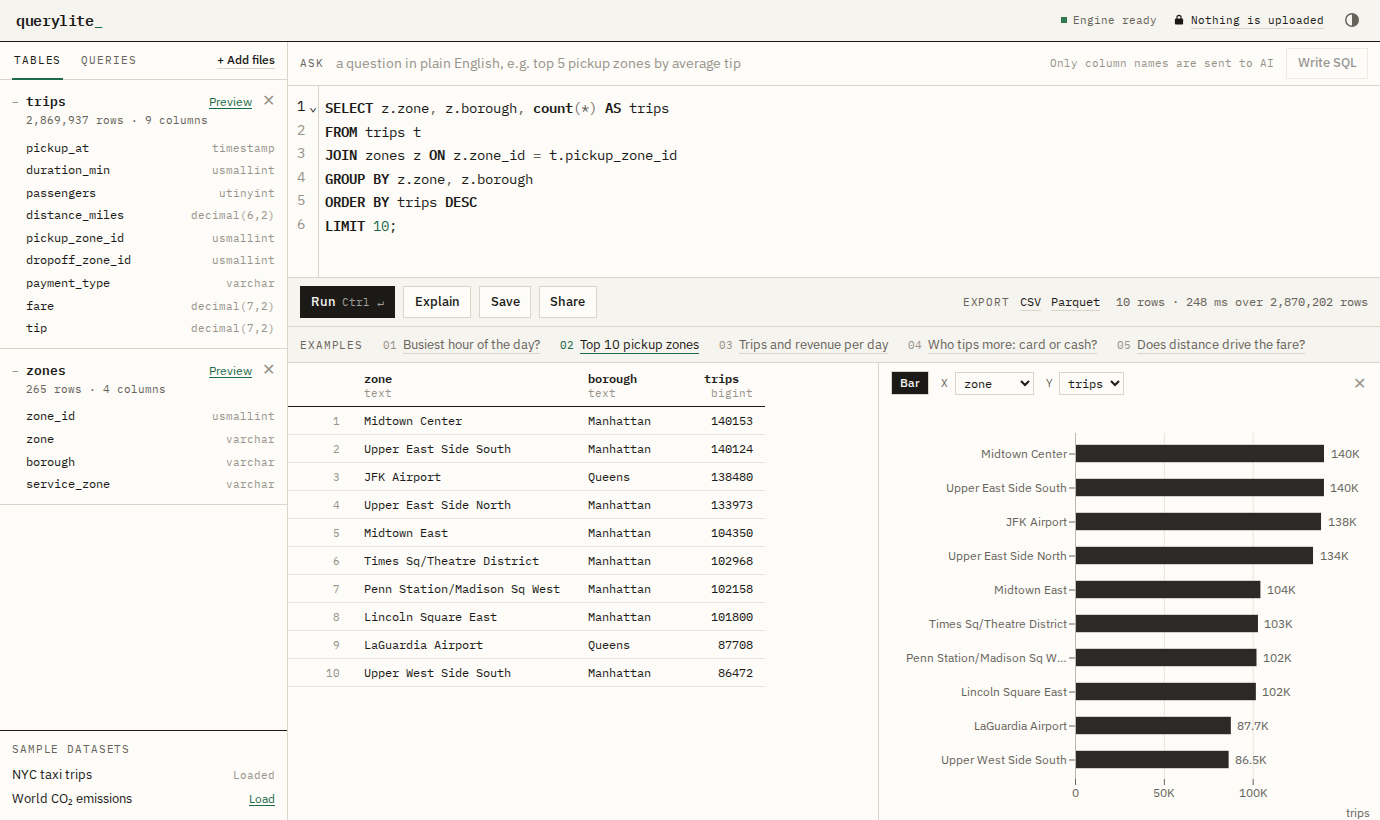 querylite_
Engine ready
Nothing is uploaded
TABLES QUERIES + Add files
– trips Preview ✕
2,869,937 rows · 9 columns
pickup_at timestamp
duration_min usmallint
passengers utinyint
distance_miles decimal(6,2)
pickup_zone_id usmallint
dropoff_zone_id usmallint
payment_type varchar
fare decimal(7,2)
tip decimal(7,2)
– zones Preview ✕
265 rows · 4 columns
zone_id usmallint
zone varchar
borough varchar
service_zone varchar
SAMPLE DATASETS
NYC taxi trips Loaded
World CO₂ emissions Load
ASK a question in plain English, e.g. top 5 pickup zones by average tip
Only column names are sent to AI Write SQL
1 SELECT z.zone, z.borough, count(*) AS trips
2 FROM trips t
3 JOIN zones z ON z.zone_id = t.pickup_zone_id
4 GROUP BY z.zone, z.borough
5 ORDER BY trips DESC
6 LIMIT 10;
Run Ctrl ↵ Explain Save Share
EXPORT CSV Parquet 10 rows · 248 ms over 2,870,202 rows
EXAMPLES 01 Busiest hour of the day? 02 Top 10 pickup zones 03 Trips and revenue per day 04 Who tips more: card or cash? 05 Does distance drive the fare?
zone borough trips
text text bigint
1 Midtown Center Manhattan 140153
2 Upper East Side South Manhattan 140124
3 JFK Airport Queens 138480
4 Upper East Side North Manhattan 133973
5 Midtown East Manhattan 104350
6 Times Sq/Theatre District Manhattan 102968
7 Penn Station/Madison Sq West Manhattan 102158
8 Lincoln Square East Manhattan 101800
9 LaGuardia Airport Queens 87708
10 Upper West Side South Manhattan 86472
Bar X zone Y trips ✕
Midtown Center 140K
Upper East Side South 140K
JFK Airport 138K
Upper East Side North 134K
Midtown East 104K
Times Sq/Theatre District 103K
Penn Station/Madison Sq W… 102K
Lincoln Square East 102K
LaGuardia Airport 87.7K
Upper West Side South 86.5K
0 50K 100K
trips